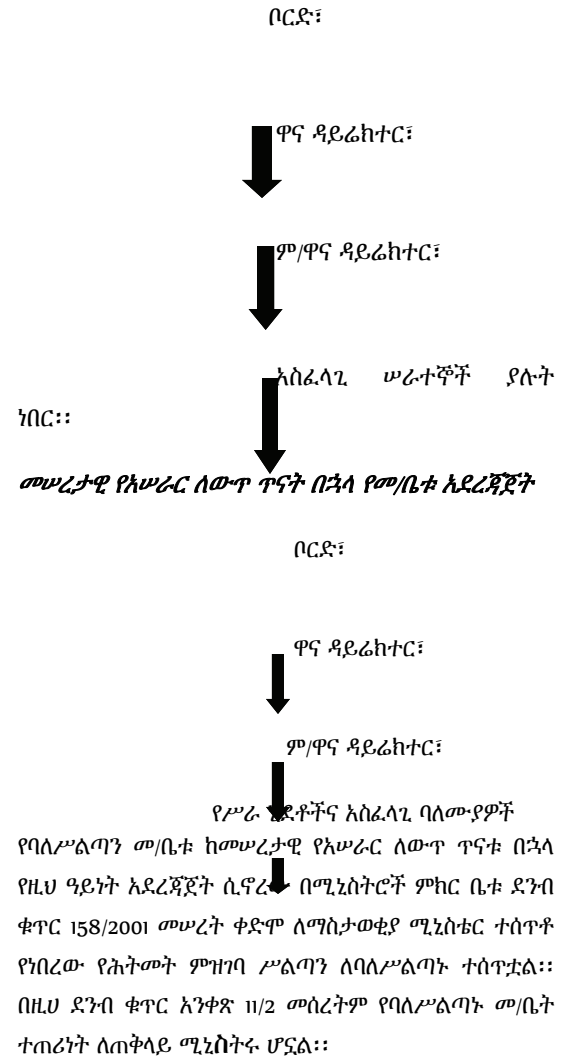 ቦርድ፣
ዋና ዳይሬክተር፣
ም/ዋና ዳይሬክተር፣
አስፈላጊ ሠራተኞች ያሉት
ነበር፡፡
መሠረታዊ የአሠራር ለውጥ ጥናት በኋላ የመ/ቤቱ አደረጃጀት
ቦርድ፣
ዋና ዳይሬክተር፣
ም/ዋና ዳይሬክተር፣
የሥራ ሂደቶችና አስፈላጊ ባለሙያዎች
የባለሥልጣን መ/ቤቱ ከመሠረታዊ የአሠራር ለውጥ ጥናቱ በኋላ
የዚህ ዓይነት አደረጃጀት ሲኖረው በሚኒስትሮች ምክር ቤቱ ደንብ
ቁጥር 158/2001 መሠረት ቀድሞ ለማስታወቂያ ሚኒስቴር ተሰጥቶ
የነበረው የሕትመት ምዝገባ ሥልጣን ለባለሥልጣኑ ተሰጥቷል፡፡
በዚሀ ደንብ ቁጥር አንቀጽ 11/2 መሰረትም የባለሥልጣኑ መ/ቤት
ተጠሪነት ለጠቅላይ ሚኒስትሩ ሆኗል፡፡